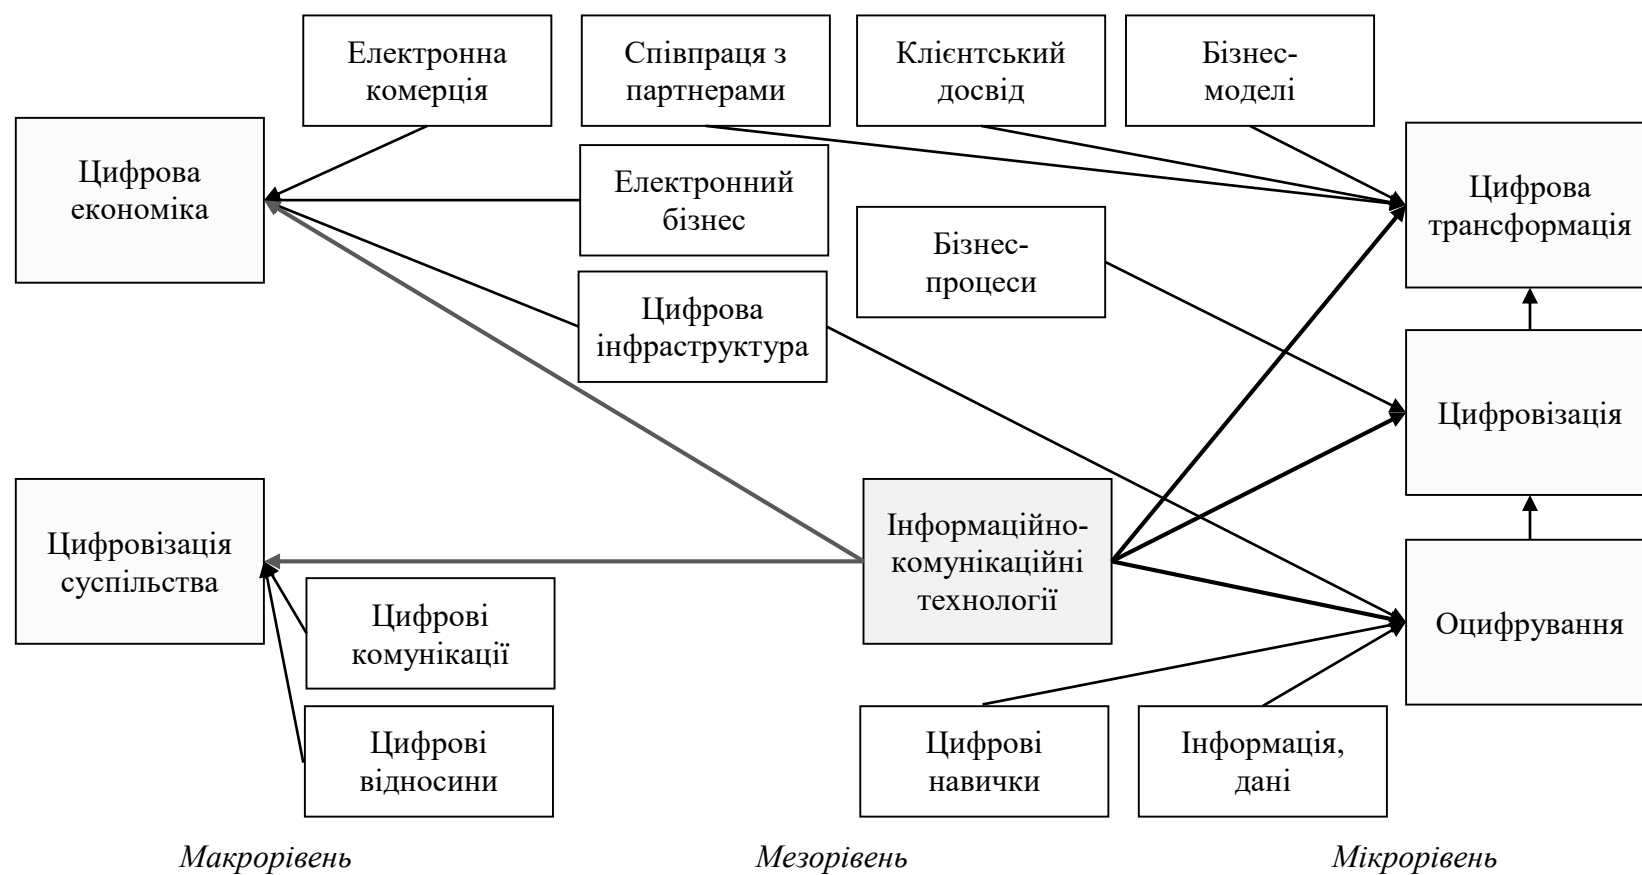 Електронна
комерція
Співпраця з
партнерами
Клієнтський
досвід
Бізнес-
моделі
Цифрова
економіка
Електронний
бізнес
Цифрова
трансформація
Бізнес-
процеси
Цифрова
інфраструктура
Цифровізація
Цифровізація
суспільства
Інформаційно-
комунікаційні
технології
Оцифрування
Цифрові
комунікації
Цифрові
відносини
Цифрові
навички
Інформація,
дані
Макрорівень
Мезорівень
Мікрорівень